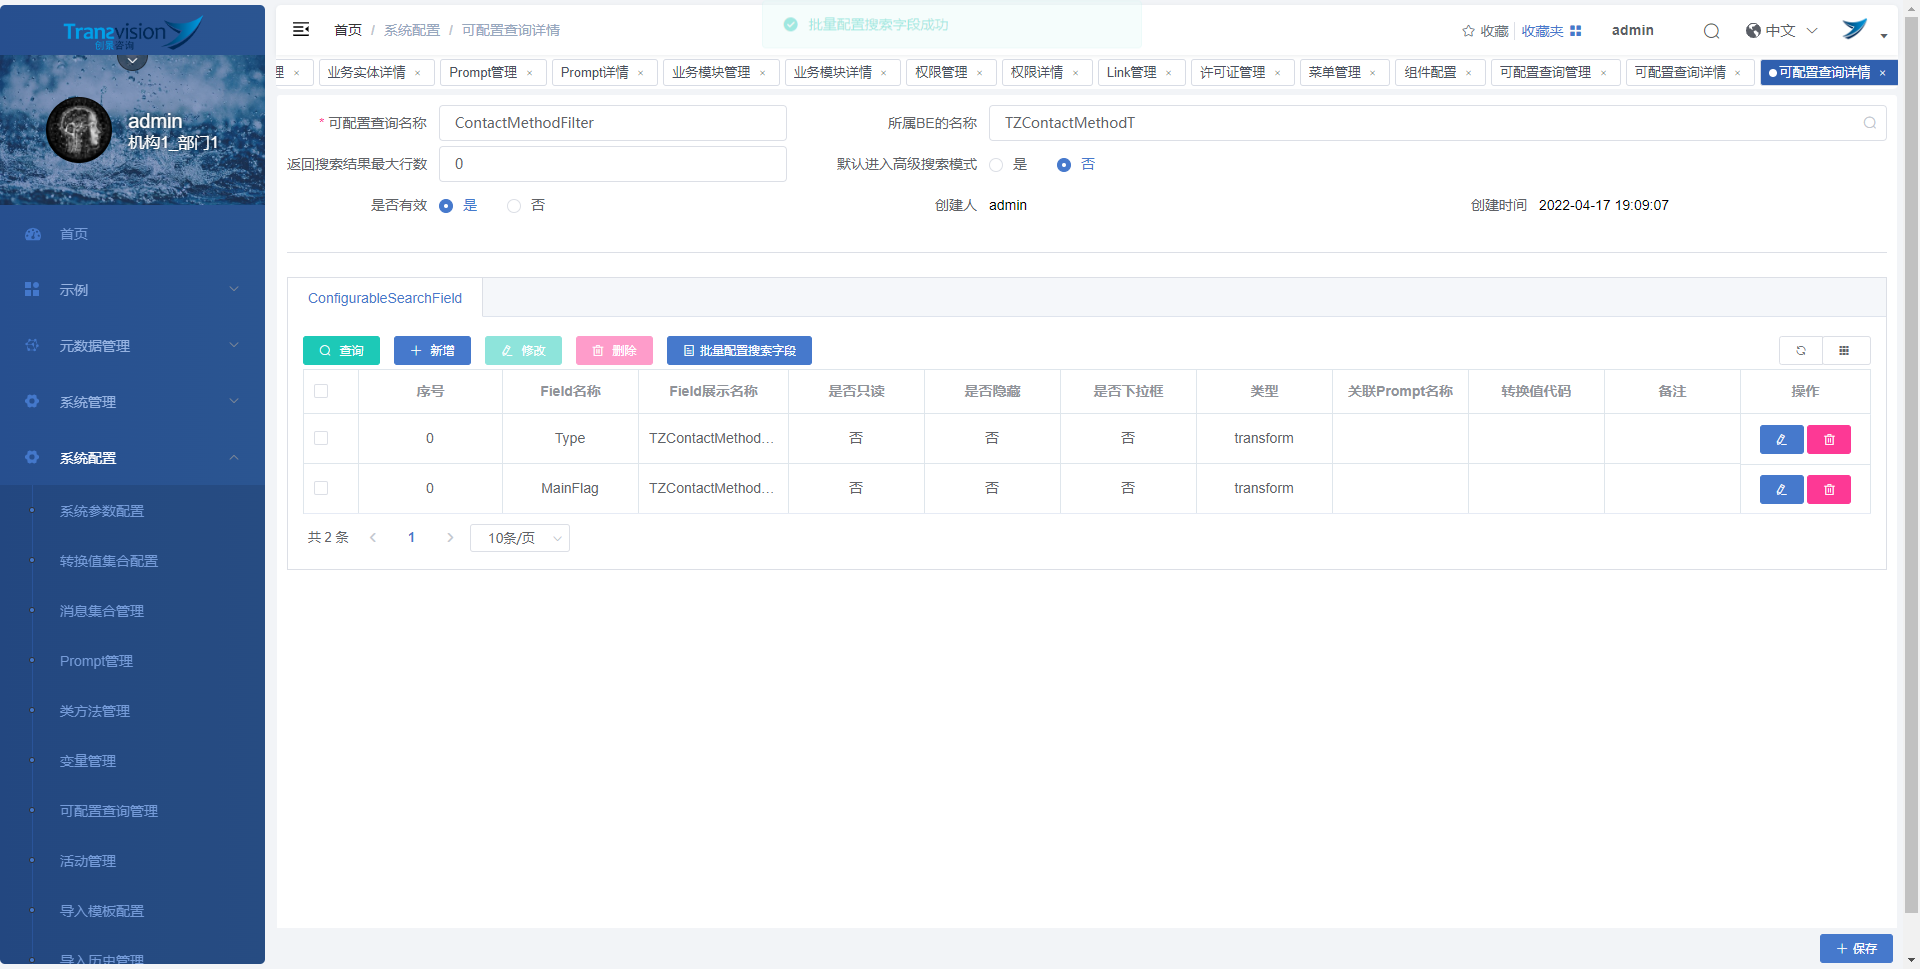 Tranzvision
创景咨询
首页 / 系统配置 / 可配置查询详情
批量配置搜索字段成功
收藏 收藏夹 admin 中文
理 × 业务实体详情 × Prompt管理 × Prompt详情 × 业务模块管理 × 业务模块详情 × 权限管理 × 权限详情 × Link管理 × 许可证管理 × 菜单管理 × 组件配置 × 可配置查询管理 × 可配置查询详情 × 可配置查询详情 ×
admin
机构1_部门1
首页
示例
元数据管理
系统管理
系统配置
系统参数配置
转换值集合配置
消息集合管理
Prompt管理
类方法管理
变量管理
可配置查询管理
活动管理
导入模板配置
导入历史管理
* 可配置查询名称 ContactMethodFilter 所属BE的名称 TZContactMethodT
返回搜索结果最大行数 0 默认进入高级搜索模式 是 否
是否有效 是 否 创建人 admin 创建时间 2022-04-17 19:09:07
ConfigurableSearchField
查询 新增 修改 删除 批量配置搜索字段
序号 Field名称 Field展示名称 是否只读 是否隐藏 是否下拉框 类型 关联Prompt名称 转换值代码 备注 操作
0 Type TZContactMethod... 否 否 否 transform
0 MainFlag TZContactMethod... 否 否 否 transform
共 2 条 1 10条/页
保存